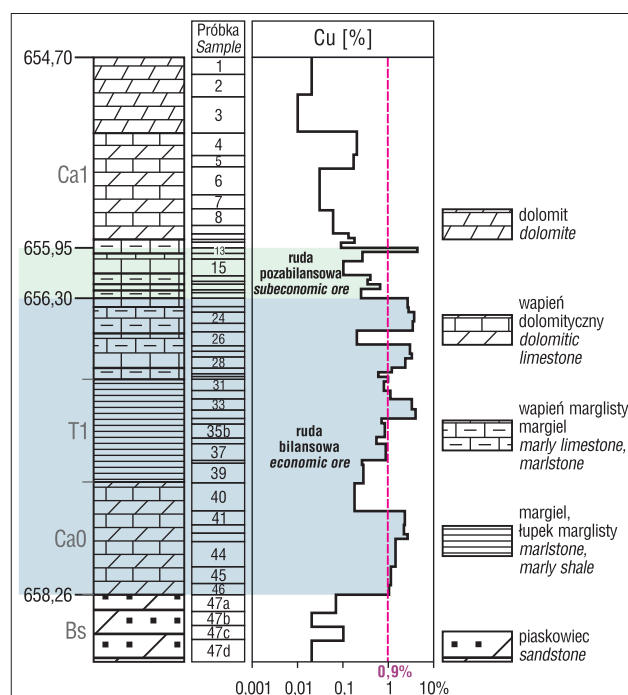 Próbka
Sample
Cu [%]
654,70
655,95
656,30
658,26
Ca1
T1
Ca0
Bs
1
2
3
4
5
6
7
8
13
15
24
26
28
31
33
35b
37
39
40
41
44
45
46
47a
47b
47c
47d
ruda
pozabilansowa
subeconomic ore
ruda
bilansowa
economic ore
0,9%
0.001
0.01
0,1
1
10%
dolomit
dolomite
wapień
dolomityczny
dolomitic
limestone
wapień marglisty
margiel
marly limestone,
marlstone
margiel,
łupek marglisty
marlstone,
marly shale
piaskowiec
sandstone